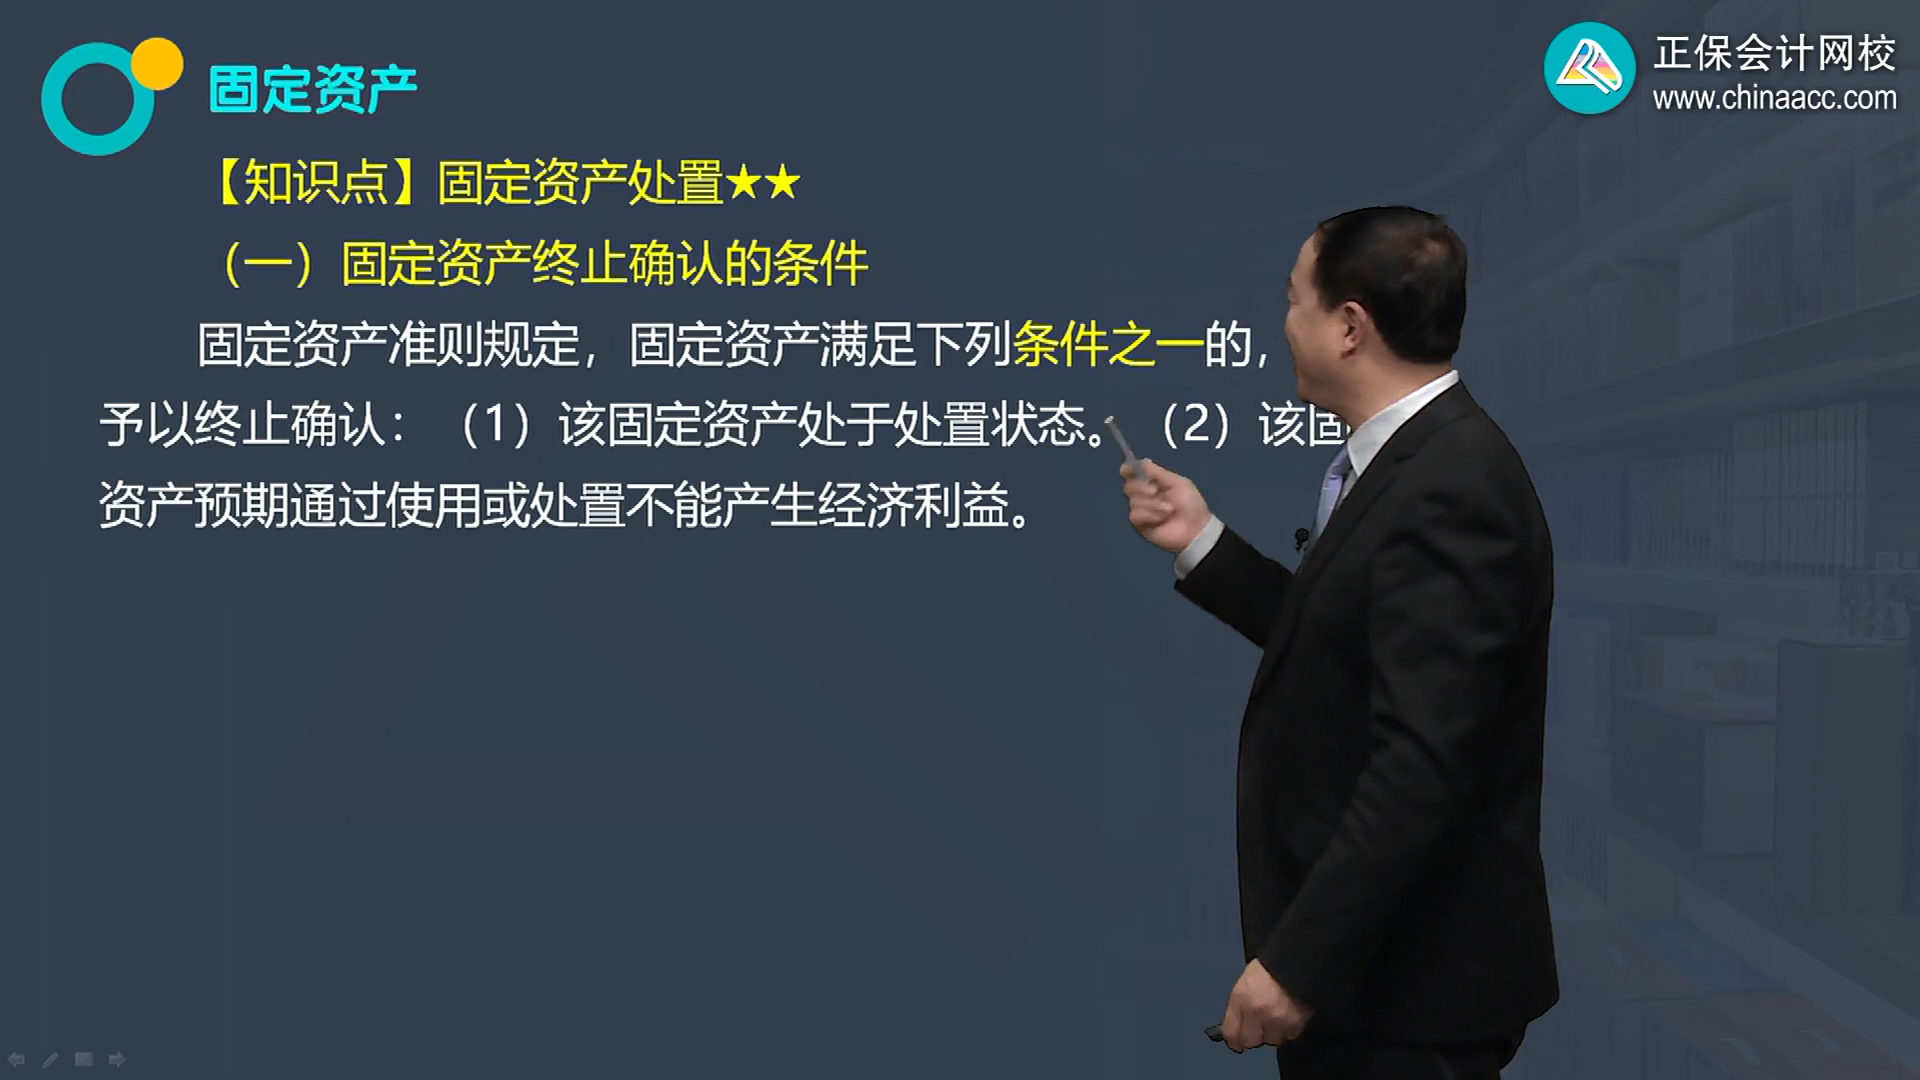 固定资产
正保会计网校
www.chinaacc.com
【知识点】固定资产处置★★
（一）固定资产终止确认的条件
固定资产准则规定，固定资产满足下列条件之一的，
予以终止确认：（1）该固定资产处于处置状态。（2）该固
资产预期通过使用或处置不能产生经济利益。